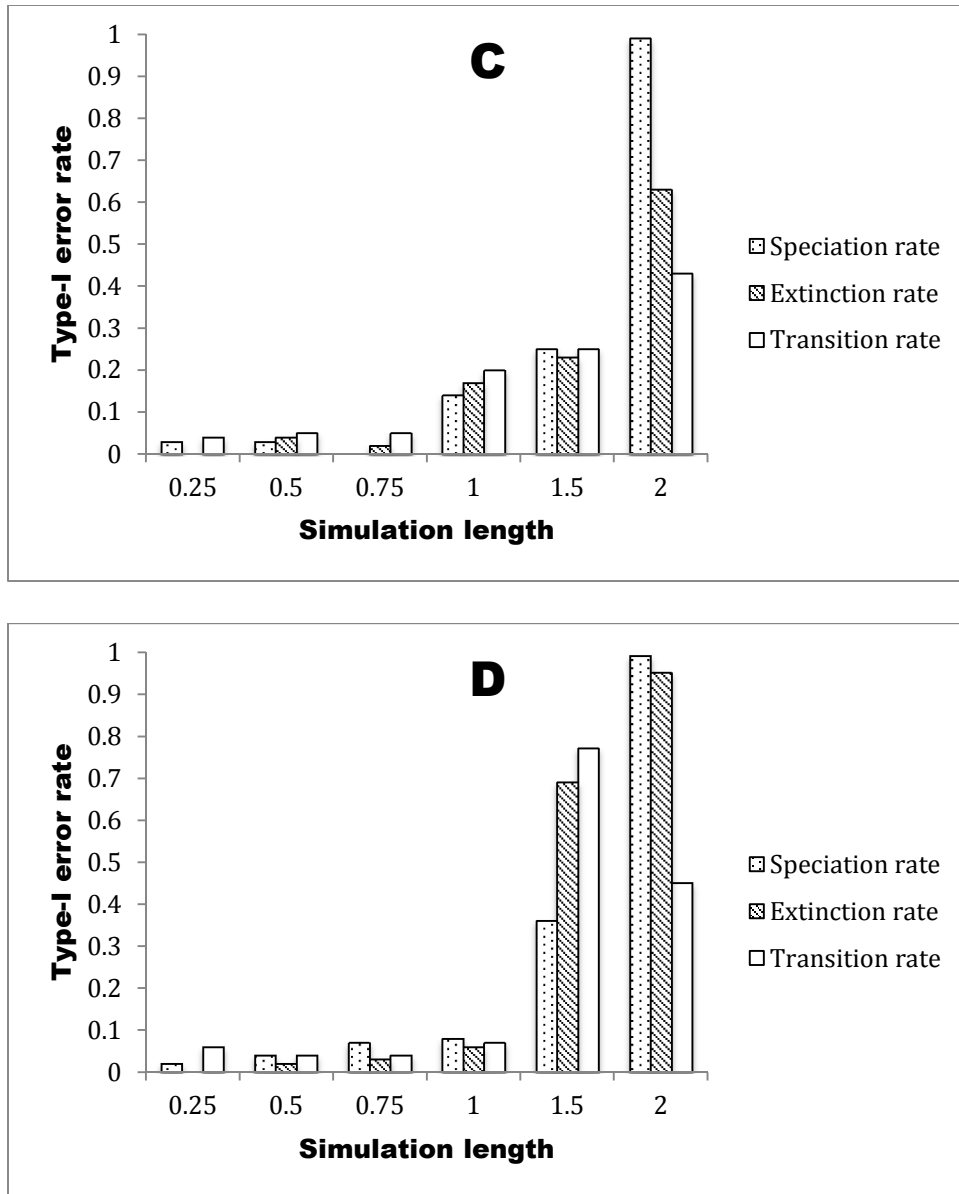 C
1
0.9
0.8
0.7
0.6
0.5
0.4
0.3
0.2
0.1
0
Type-I error rate
0.25 0.5 0.75 1 1.5 2
Simulation length
Speciation rate
Extinction rate
Transition rate
D
1
0.9
0.8
0.7
0.6
0.5
0.4
0.3
0.2
0.1
0
Type-I error rate
0.25 0.5 0.75 1 1.5 2
Simulation length
Speciation rate
Extinction rate
Transition rate